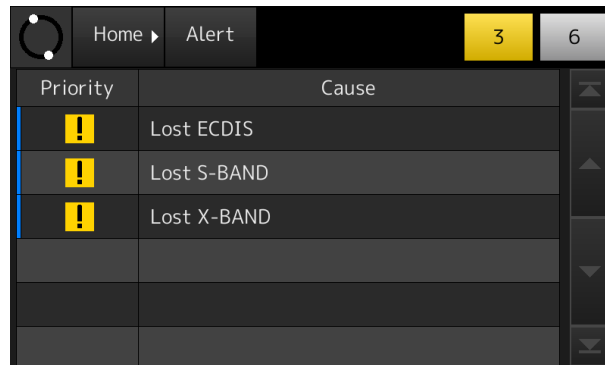 Home Alert 3 6
Priority Cause
! Lost ECDIS
! Lost S-BAND
! Lost X-BAND